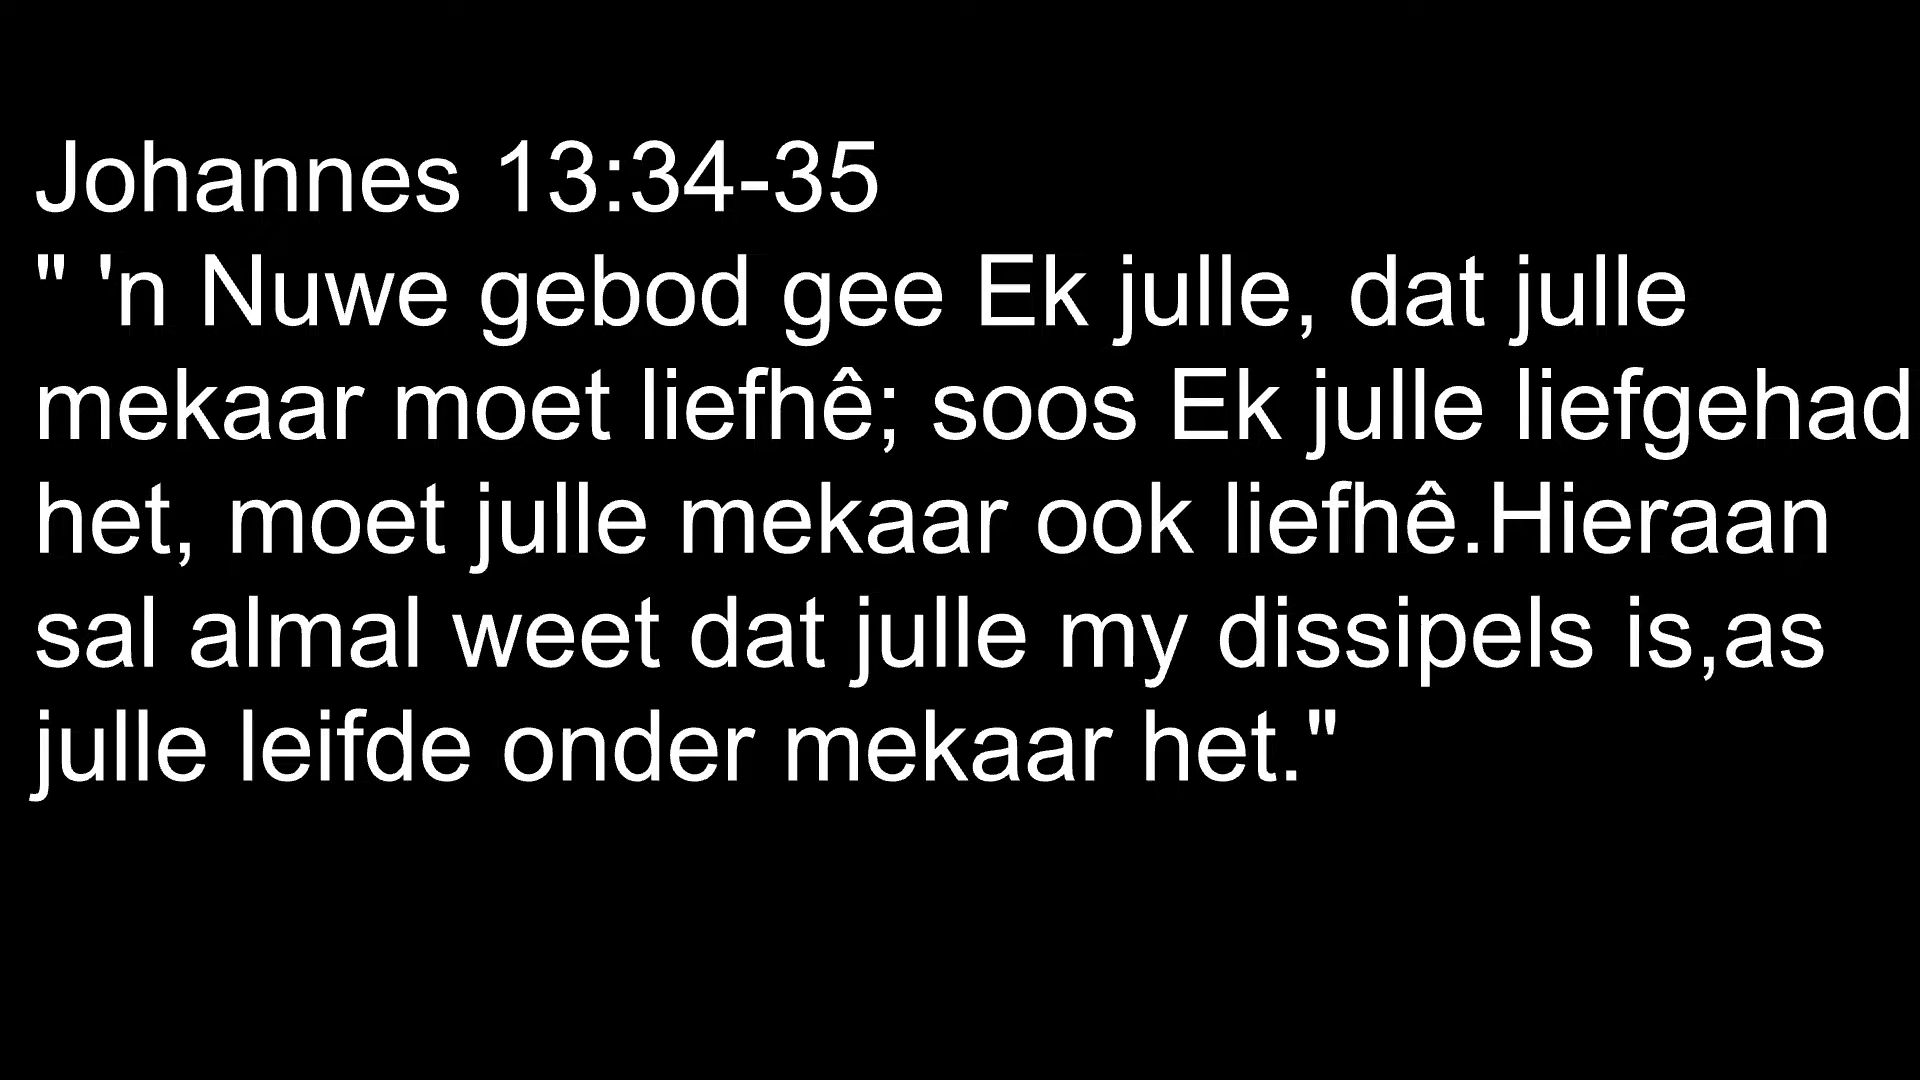 Johannes 13:34-35
" 'n Nuwe gebod gee Ek julle, dat julle
mekaar moet liefhê; soos Ek julle liefgehad
het, moet julle mekaar ook liefhê.Hieraan
sal almal weet dat julle my dissipels is,as
julle leifde onder mekaar het."